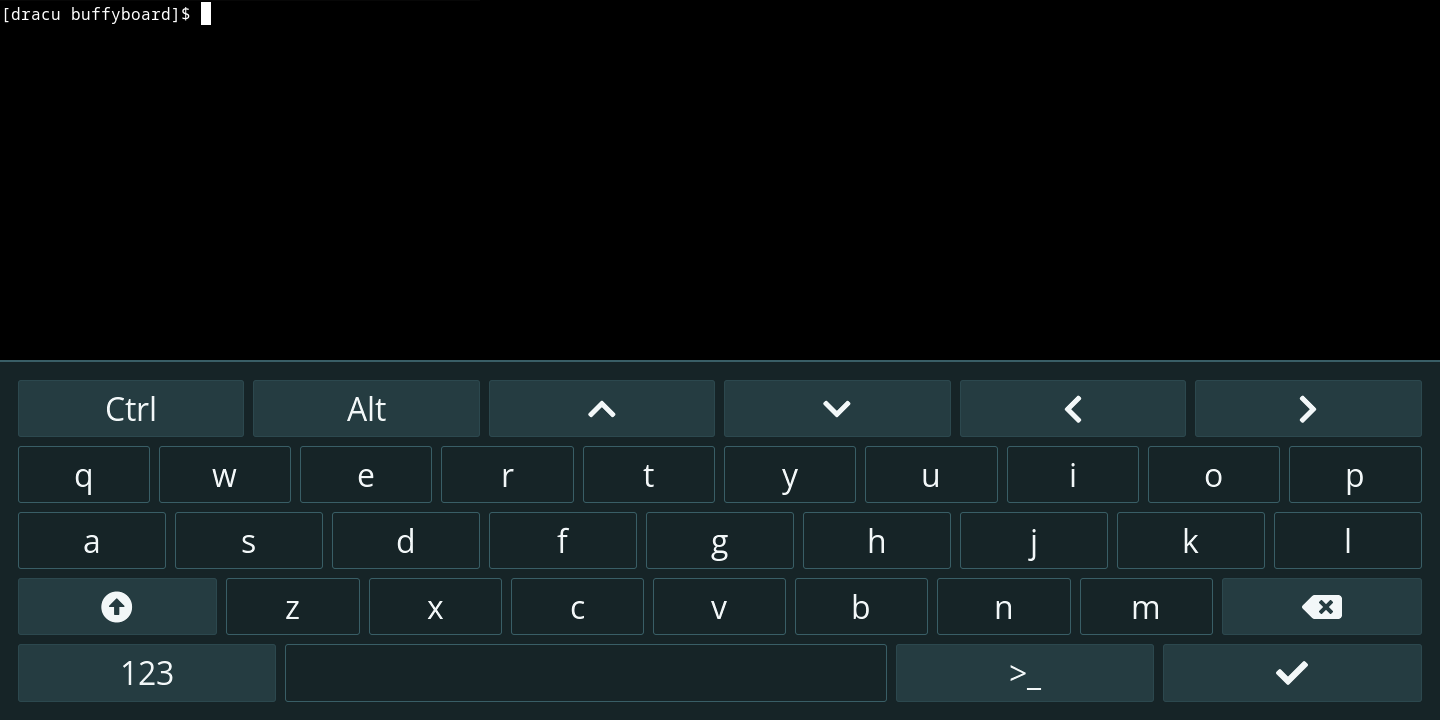 [dracu buffyboard]$
Ctrl Alt
q w e r t y u i o p
a s d f g h j k l
z x c v b n m
123 >_